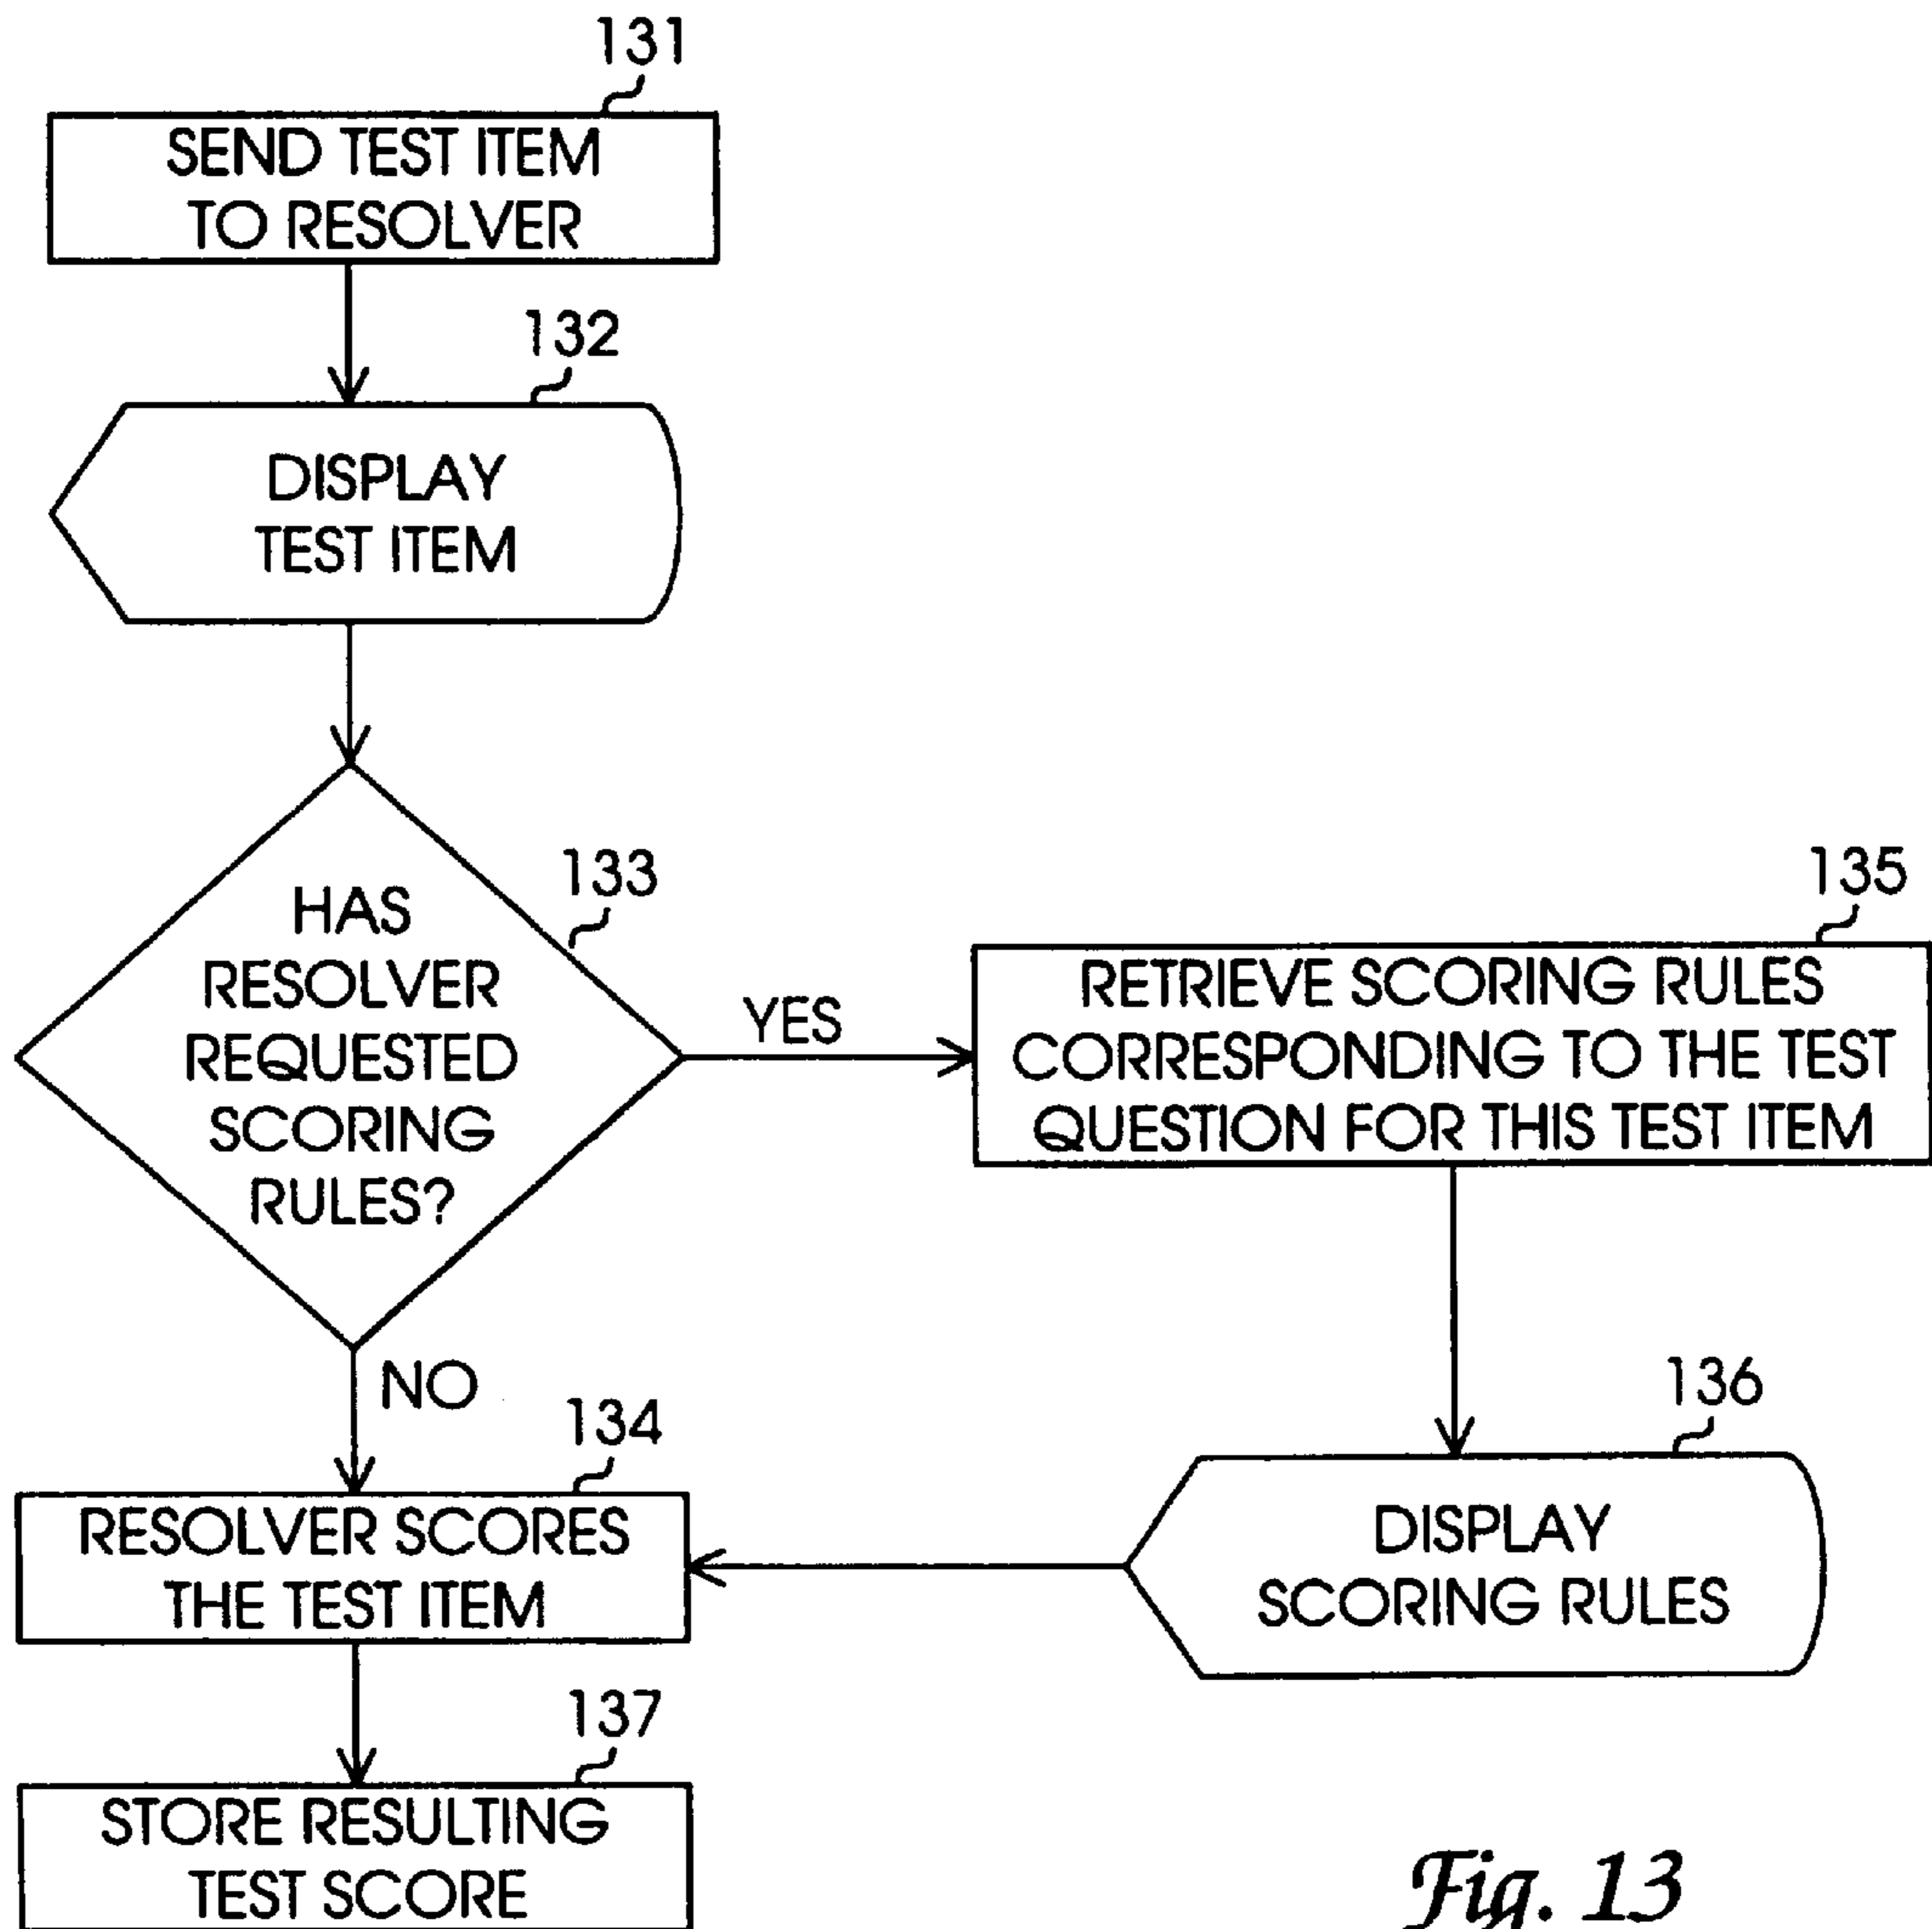 131
SEND TEST ITEM
TO RESOLVER
132
DISPLAY
TEST ITEM
133
HAS
RESOLVER
REQUESTED
SCORING
RULES?
YES
135
RETRIEVE SCORING RULES
CORRESPONDING TO THE TEST
QUESTION FOR THIS TEST ITEM
NO
134
RESOLVER SCORES
THE TEST ITEM
136
DISPLAY
SCORING RULES
137
STORE RESULTING
TEST SCORE
Fig. 13